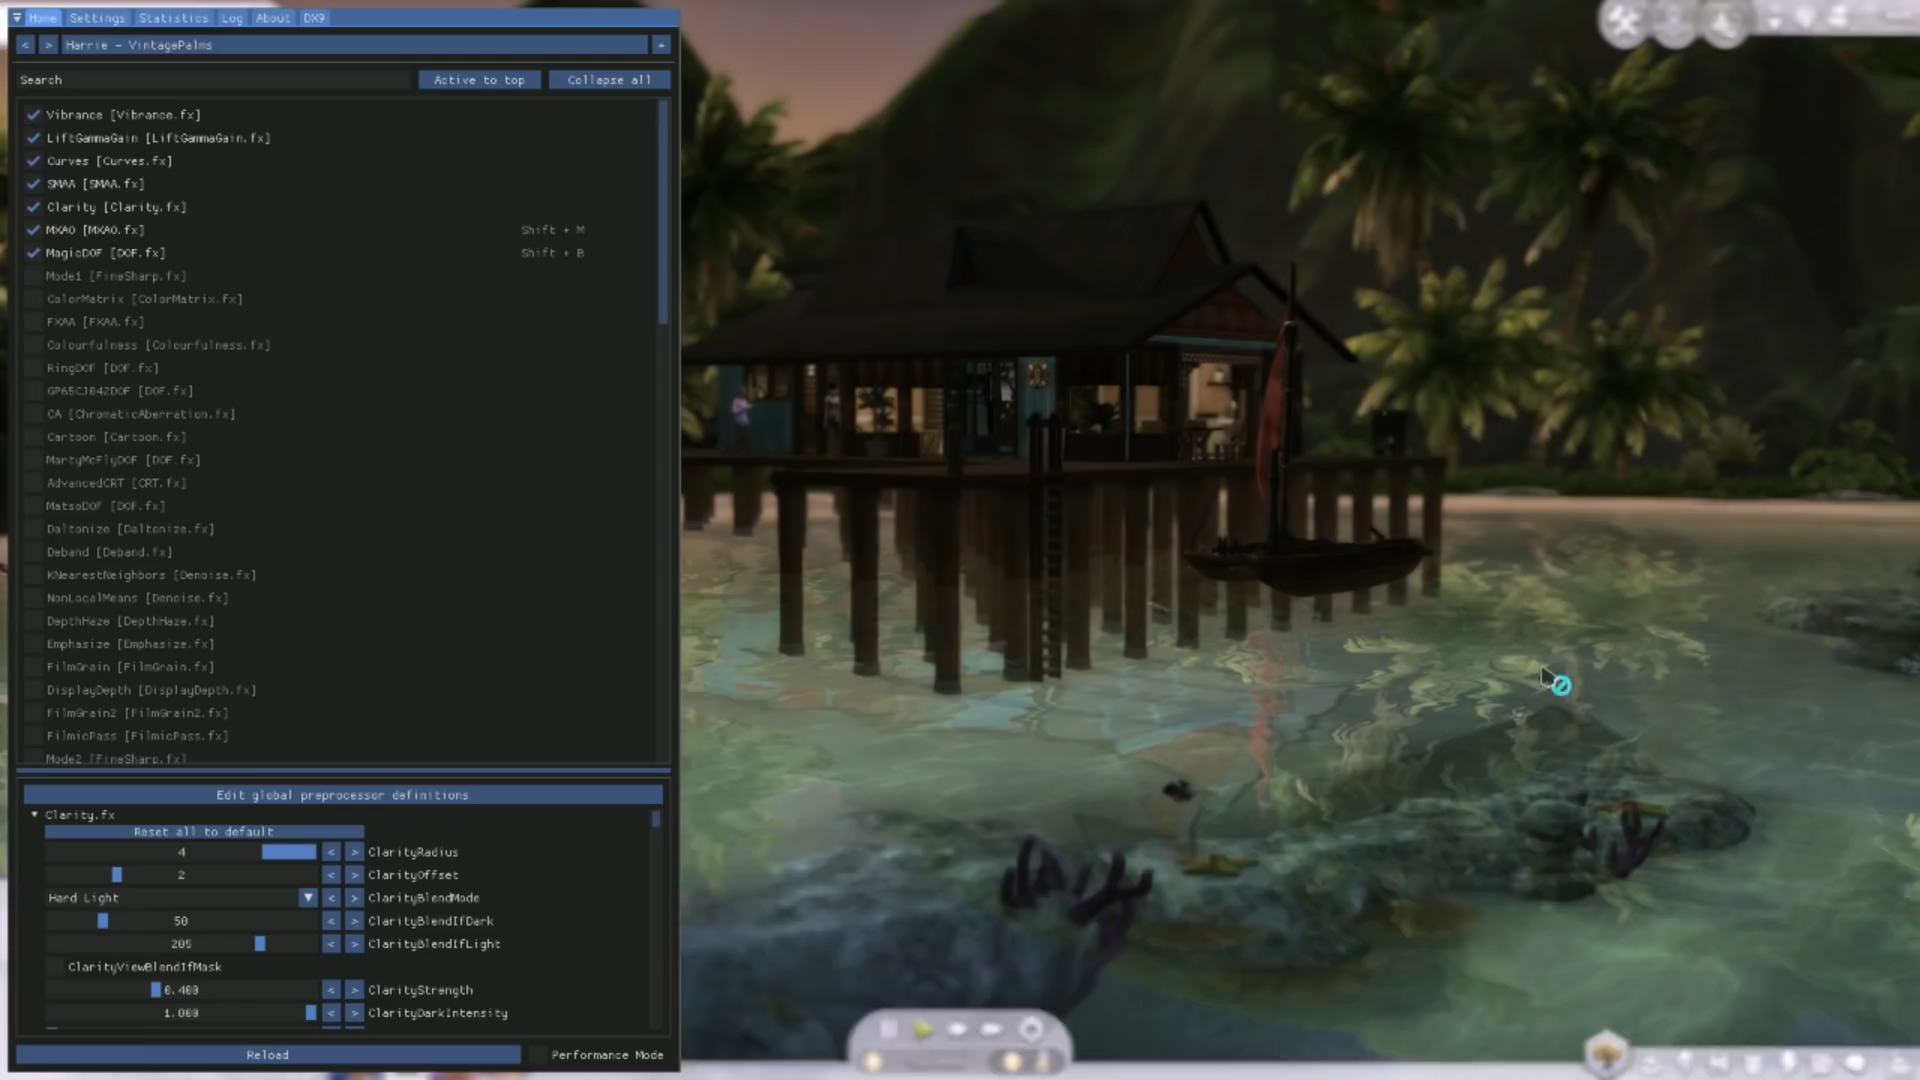 Home Settings Statistics Log About DX9
< > Harrie - VintagePalms +
Search Active to top Collapse all
Vibrance [Vibrance.fx]
LiftGammaGain [LiftGammaGain.fx]
Curves [Curves.fx]
SMAA [SMAA.fx]
Clarity [Clarity.fx]
MXAO [MXAO.fx] Shift + M
MagicDOF [DOF.fx] Shift + B
Mode1 [FineSharp.fx]
ColorMatrix [ColorMatrix.fx]
FXAA [FXAA.fx]
Colourfulness [Colourfulness.fx]
RingDOF [DOF.fx]
GP65CJ042DOF [DOF.fx]
CA [ChromaticAberration.fx]
Cartoon [Cartoon.fx]
MartyMcFlyDOF [DOF.fx]
AdvancedCRT [CRT.fx]
MatsoDOF [DOF.fx]
Daltonize [Daltonize.fx]
Deband [Deband.fx]
KNearestNeighbors [Denoise.fx]
NonLocalMeans [Denoise.fx]
DepthHaze [DepthHaze.fx]
Emphasize [Emphasize.fx]
FilmGrain [FilmGrain.fx]
DisplayDepth [DisplayDepth.fx]
FilmGrain2 [FilmGrain2.fx]
FilmicPass [FilmicPass.fx]
Mode2 [FineSharp.fx]
Edit global preprocessor definitions
Clarity.fx
Reset all to default
4 < > ClarityRadius
2 < > ClarityOffset
Hard Light < > ClarityBlendMode
50 < > ClarityBlendIfDark
205 < > ClarityBlendIfLight
ClarityViewBlendIfMask
0.400 < > ClarityStrength
1.000 < > ClarityDarkIntensity
Reload Performance Mode